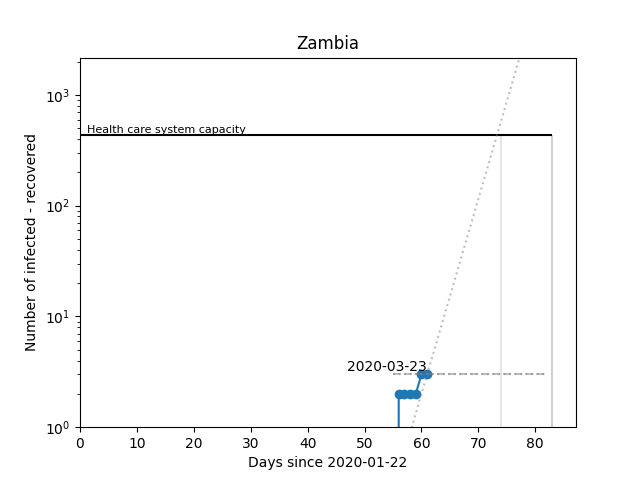 Zambia
Number of infected - recovered
10³
10²
10¹
10⁰
Health care system capacity
2020-03-23
0 10 20 30 40 50 60 70 80
Days since 2020-01-22